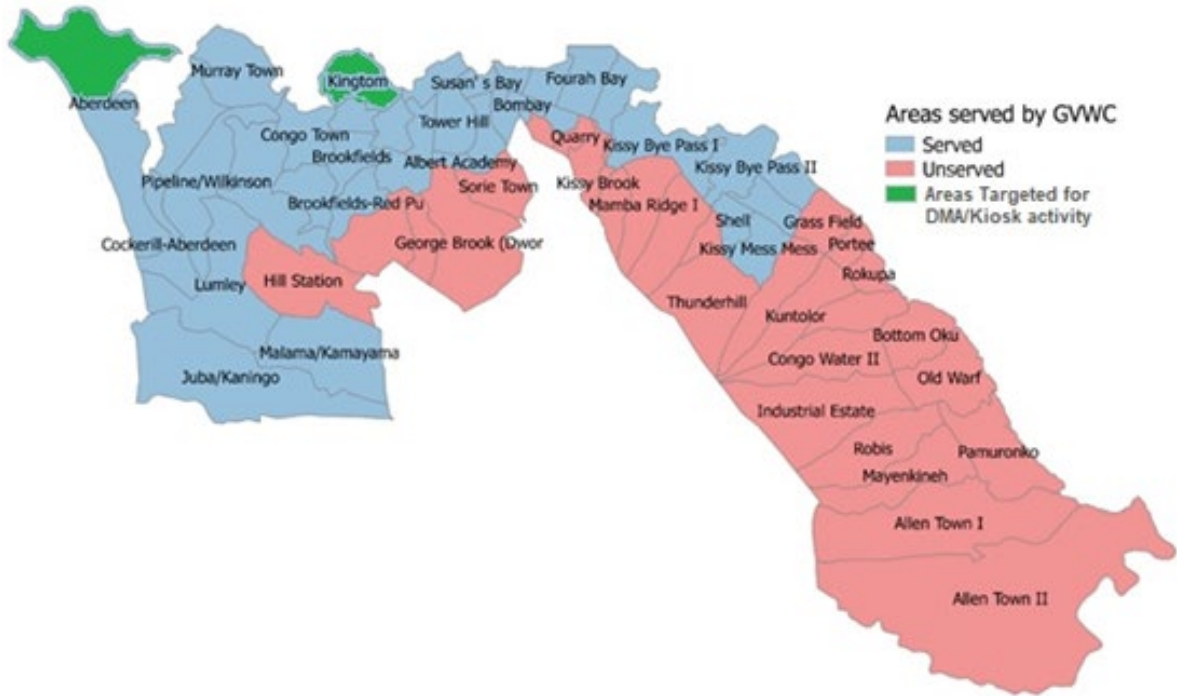 Murray Town
Kingtom
Susan' s Bay
Fourah Bay
Aberdeen
Bombay
Areas served by GVWC
Served
Unserved
Areas Targeted for
DMA/Kiosk activity
Congo Town
Tower Hill
Quarry
Kissy Bye Pass I
Brookfields
Albert Academy
Kissy Bye Pass II
Pipeline/Wilkinson
Sorie Town
Kissy Brook
Brookfields-Red Pu
Mamba Ridge I
Shell
Grass Field
Cockerill-Aberdeen
George Brook (Dwor
Kissy Mess Mess
Portee
Rokupa
Lumley
Hill Station
Thunderhill
Kuntolor
Bottom Oku
Malama/Kamayama
Congo Water II
Juba/Kaningo
Old Warf
Industrial Estate
Robis
Pamuronko
Mayenkineh
Allen Town I
Allen Town II